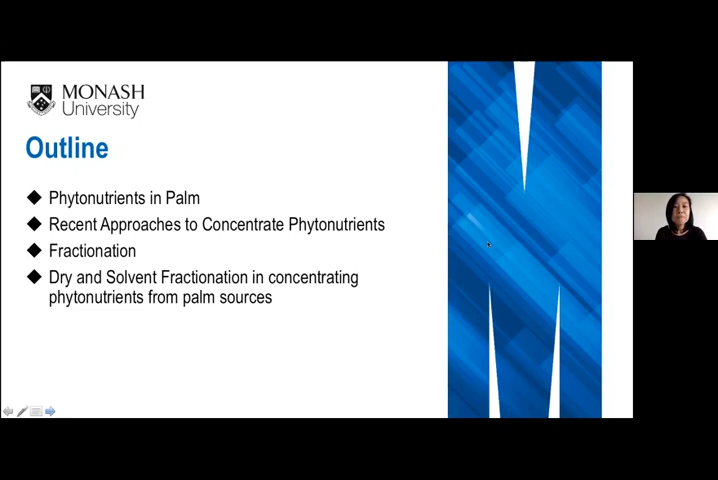 MONASH
University
Outline
Phytonutrients in Palm
Recent Approaches to Concentrate Phytonutrients
Fractionation
Dry and Solvent Fractionation in concentrating
phytonutrients from palm sources